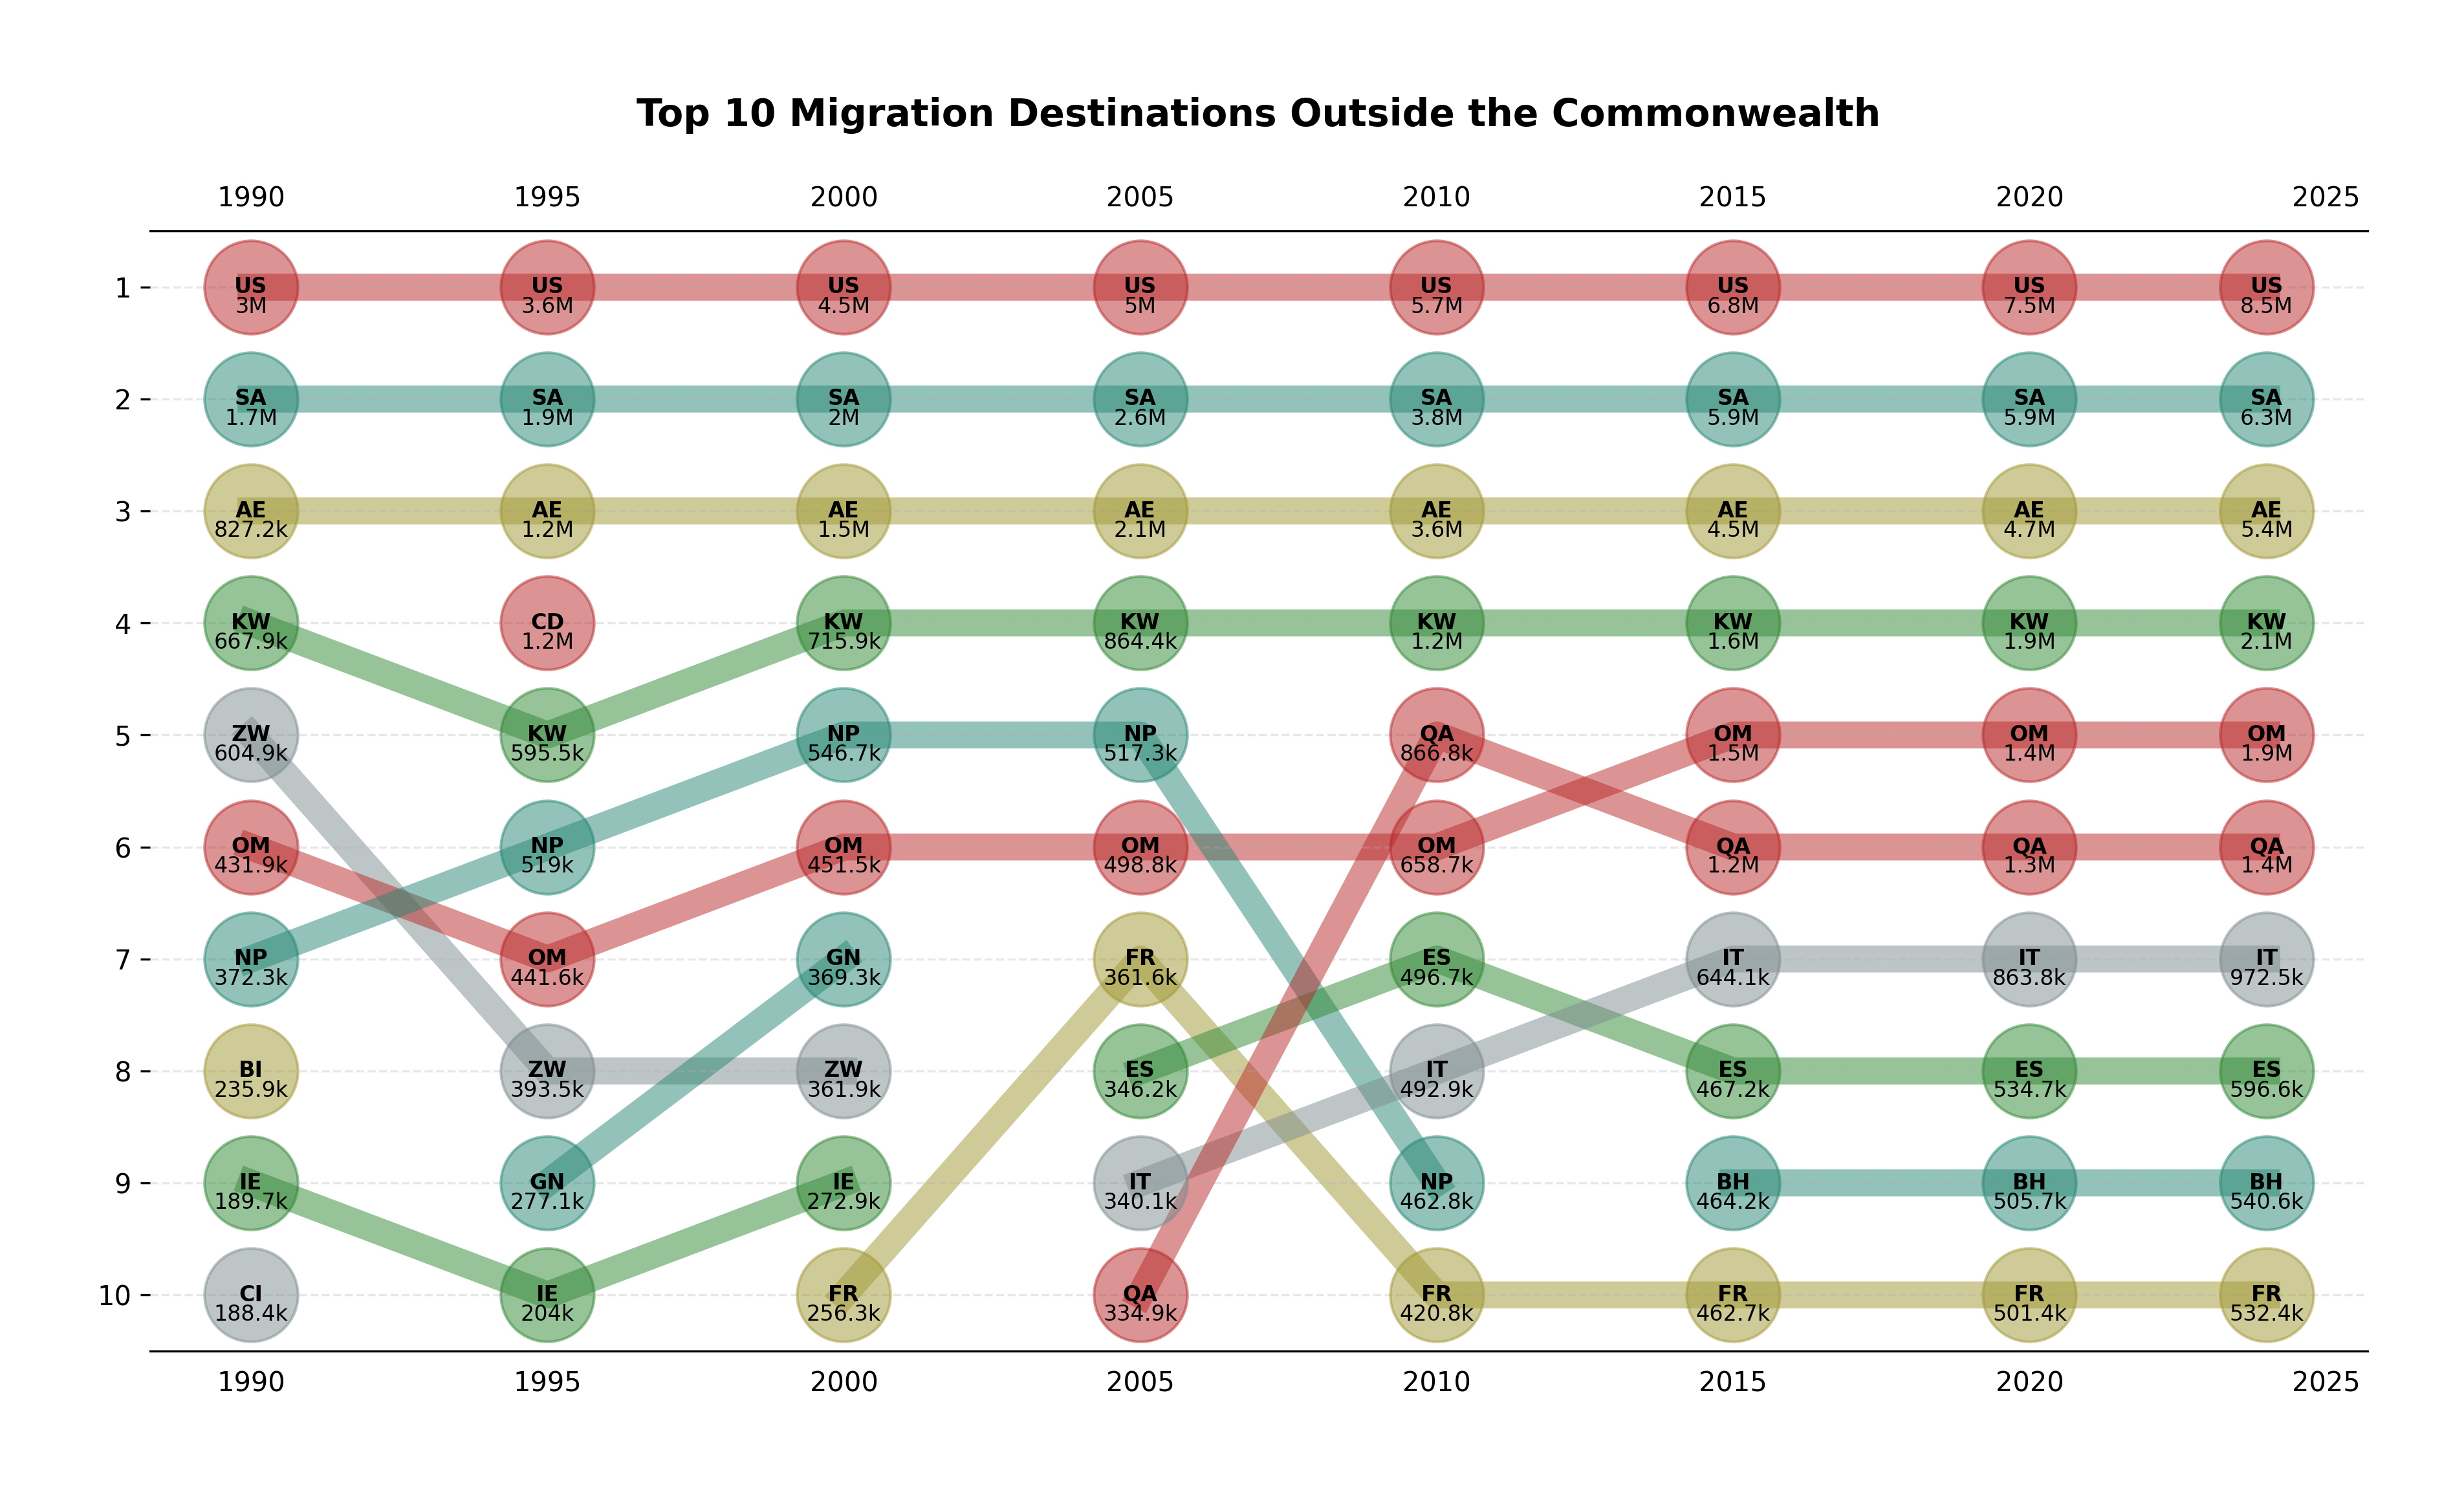 Top 10 Migration Destinations Outside the Commonwealth
1990 1995 2000 2005 2010 2015 2020 2025
1 US US US US US US US US
3M 3.6M 4.5M 5M 5.7M 6.8M 7.5M 8.5M
2 SA SA SA SA SA SA SA SA
1.7M 1.9M 2M 2.6M 3.8M 5.9M 5.9M 6.3M
3 AE AE AE AE AE AE AE AE
827.2k 1.2M 1.5M 2.1M 3.6M 4.5M 4.7M 5.4M
4 KW CD KW KW KW KW KW KW
667.9k 1.2M 715.9k 864.4k 1.2M 1.6M 1.9M 2.1M
5 ZW KW NP NP QA OM OM OM
604.9k 595.5k 546.7k 517.3k 866.8k 1.5M 1.4M 1.9M
6 OM NP OM OM OM QA QA QA
431.9k 519k 451.5k 498.8k 658.7k 1.2M 1.3M 1.4M
7 NP OM GN FR ES IT IT IT
372.3k 441.6k 369.3k 361.6k 496.7k 644.1k 863.8k 972.5k
8 BI ZW ZW ES IT ES ES ES
235.9k 393.5k 361.9k 346.2k 492.9k 467.2k 534.7k 596.6k
9 IE GN IE IT NP BH BH BH
189.7k 277.1k 272.9k 340.1k 462.8k 464.2k 505.7k 540.6k
10 CI IE FR QA FR FR FR FR
188.4k 204k 256.3k 334.9k 420.8k 462.7k 501.4k 532.4k
1990 1995 2000 2005 2010 2015 2020 2025